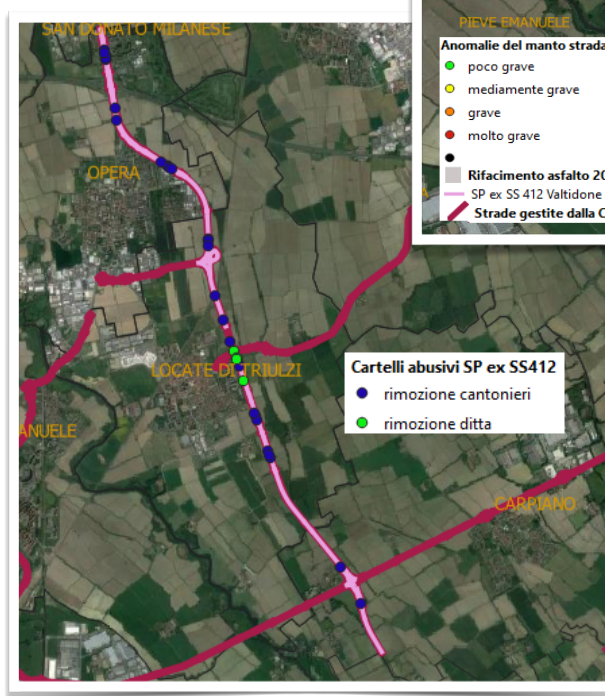 SAN DONATO MILANESE
PIEVE EMANUELE
Anomalie del manto strada
poco grave
mediamente grave
grave
molto grave
Rifacimento asfalto 20
SP ex SS 412 Valtidone
Strade gestite dalla C
OPERA
A
LOCATE DI TRIULZI
Cartelli abusivi SP ex SS412
rimozione cantonieri
rimozione ditta
ANUELE
CARPIANO